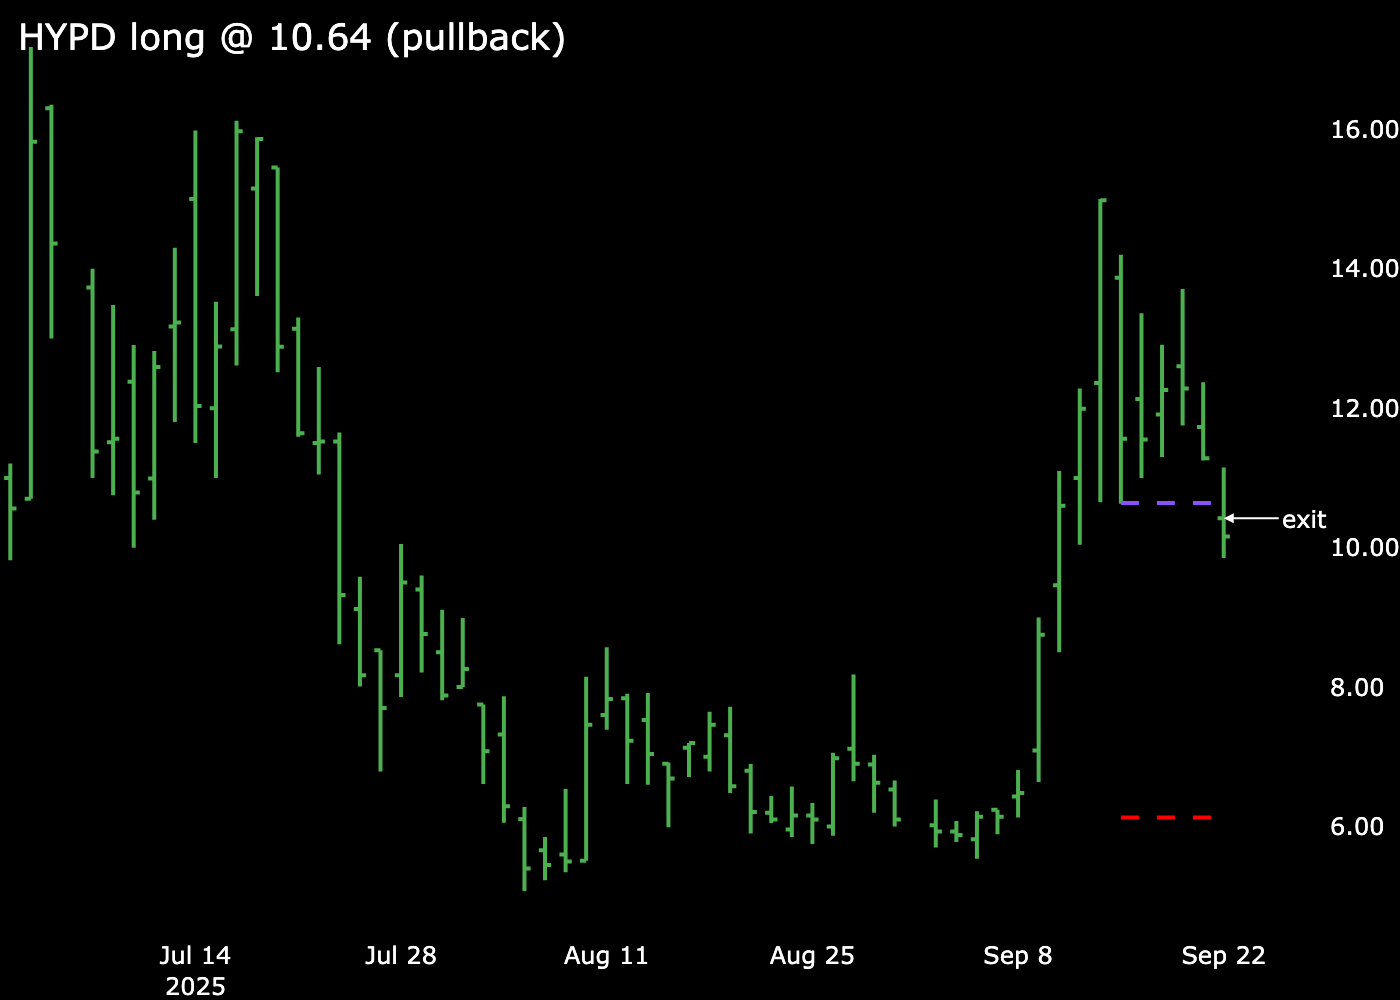 HYPD long @ 10.64 (pullback)
16.00
14.00
12.00
exit
10.00
8.00
6.00
Jul 14
2025
Jul 28
Aug 11
Aug 25
Sep 8
Sep 22